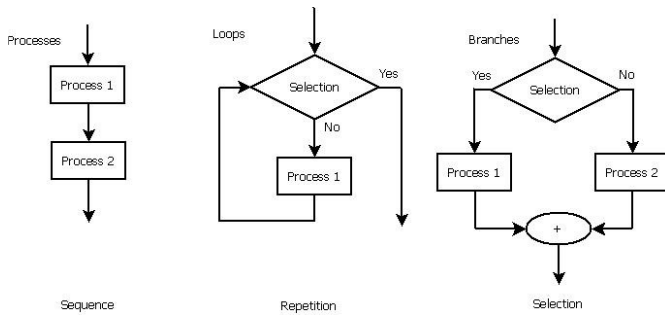 Processes
Process 1
Process 2
Sequence
Loops
Selection
Yes
No
Process 1
Repetition
Branches
Yes
No
Selection
Process 1
Process 2
+
Selection